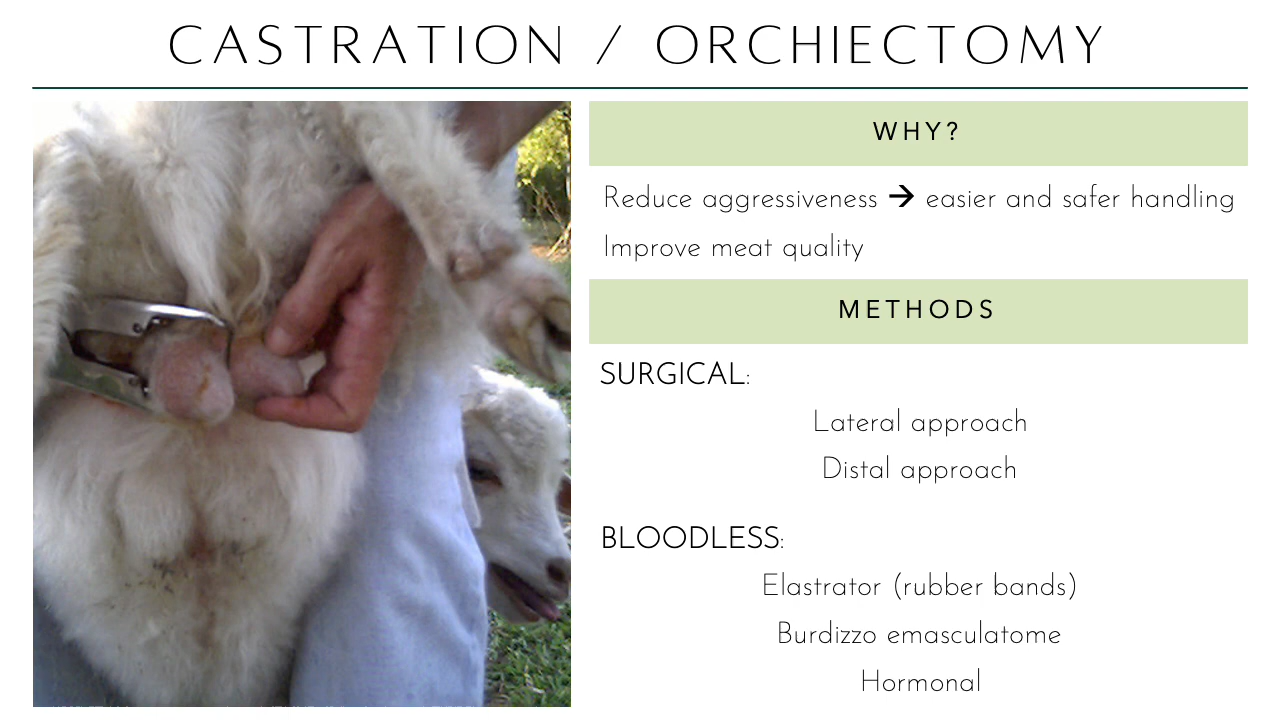 CASTRATION / ORCHIECTOMY
WHY?
Reduce aggressiveness → easier and safer handling
Improve meat quality
METHODS
SURGICAL:
Lateral approach
Distal approach
BLOODLESS:
Elastrator (rubber bands)
Burdizzo emasculatome
Hormonal